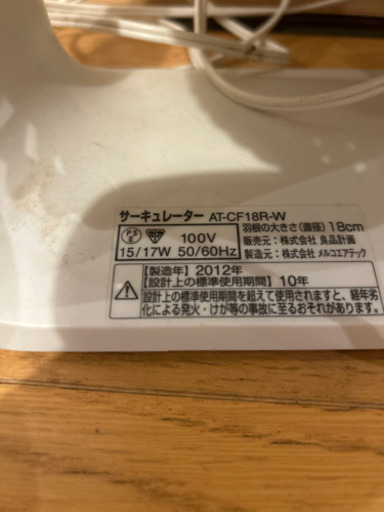 サーキュレーター AT-CF18R-W
100V
15/17W 50/60Hz
羽根の大きさ(直径)18cm
販売元:株式会社 良品計画
製造元:株式会社 メルコエアテック
【製造年】2012年
【設計上の標準使用期間】10年
設計上の標準使用期間を超えて使用されますと、経年劣
化による発火・けが等の事故に至るおそれがあります。